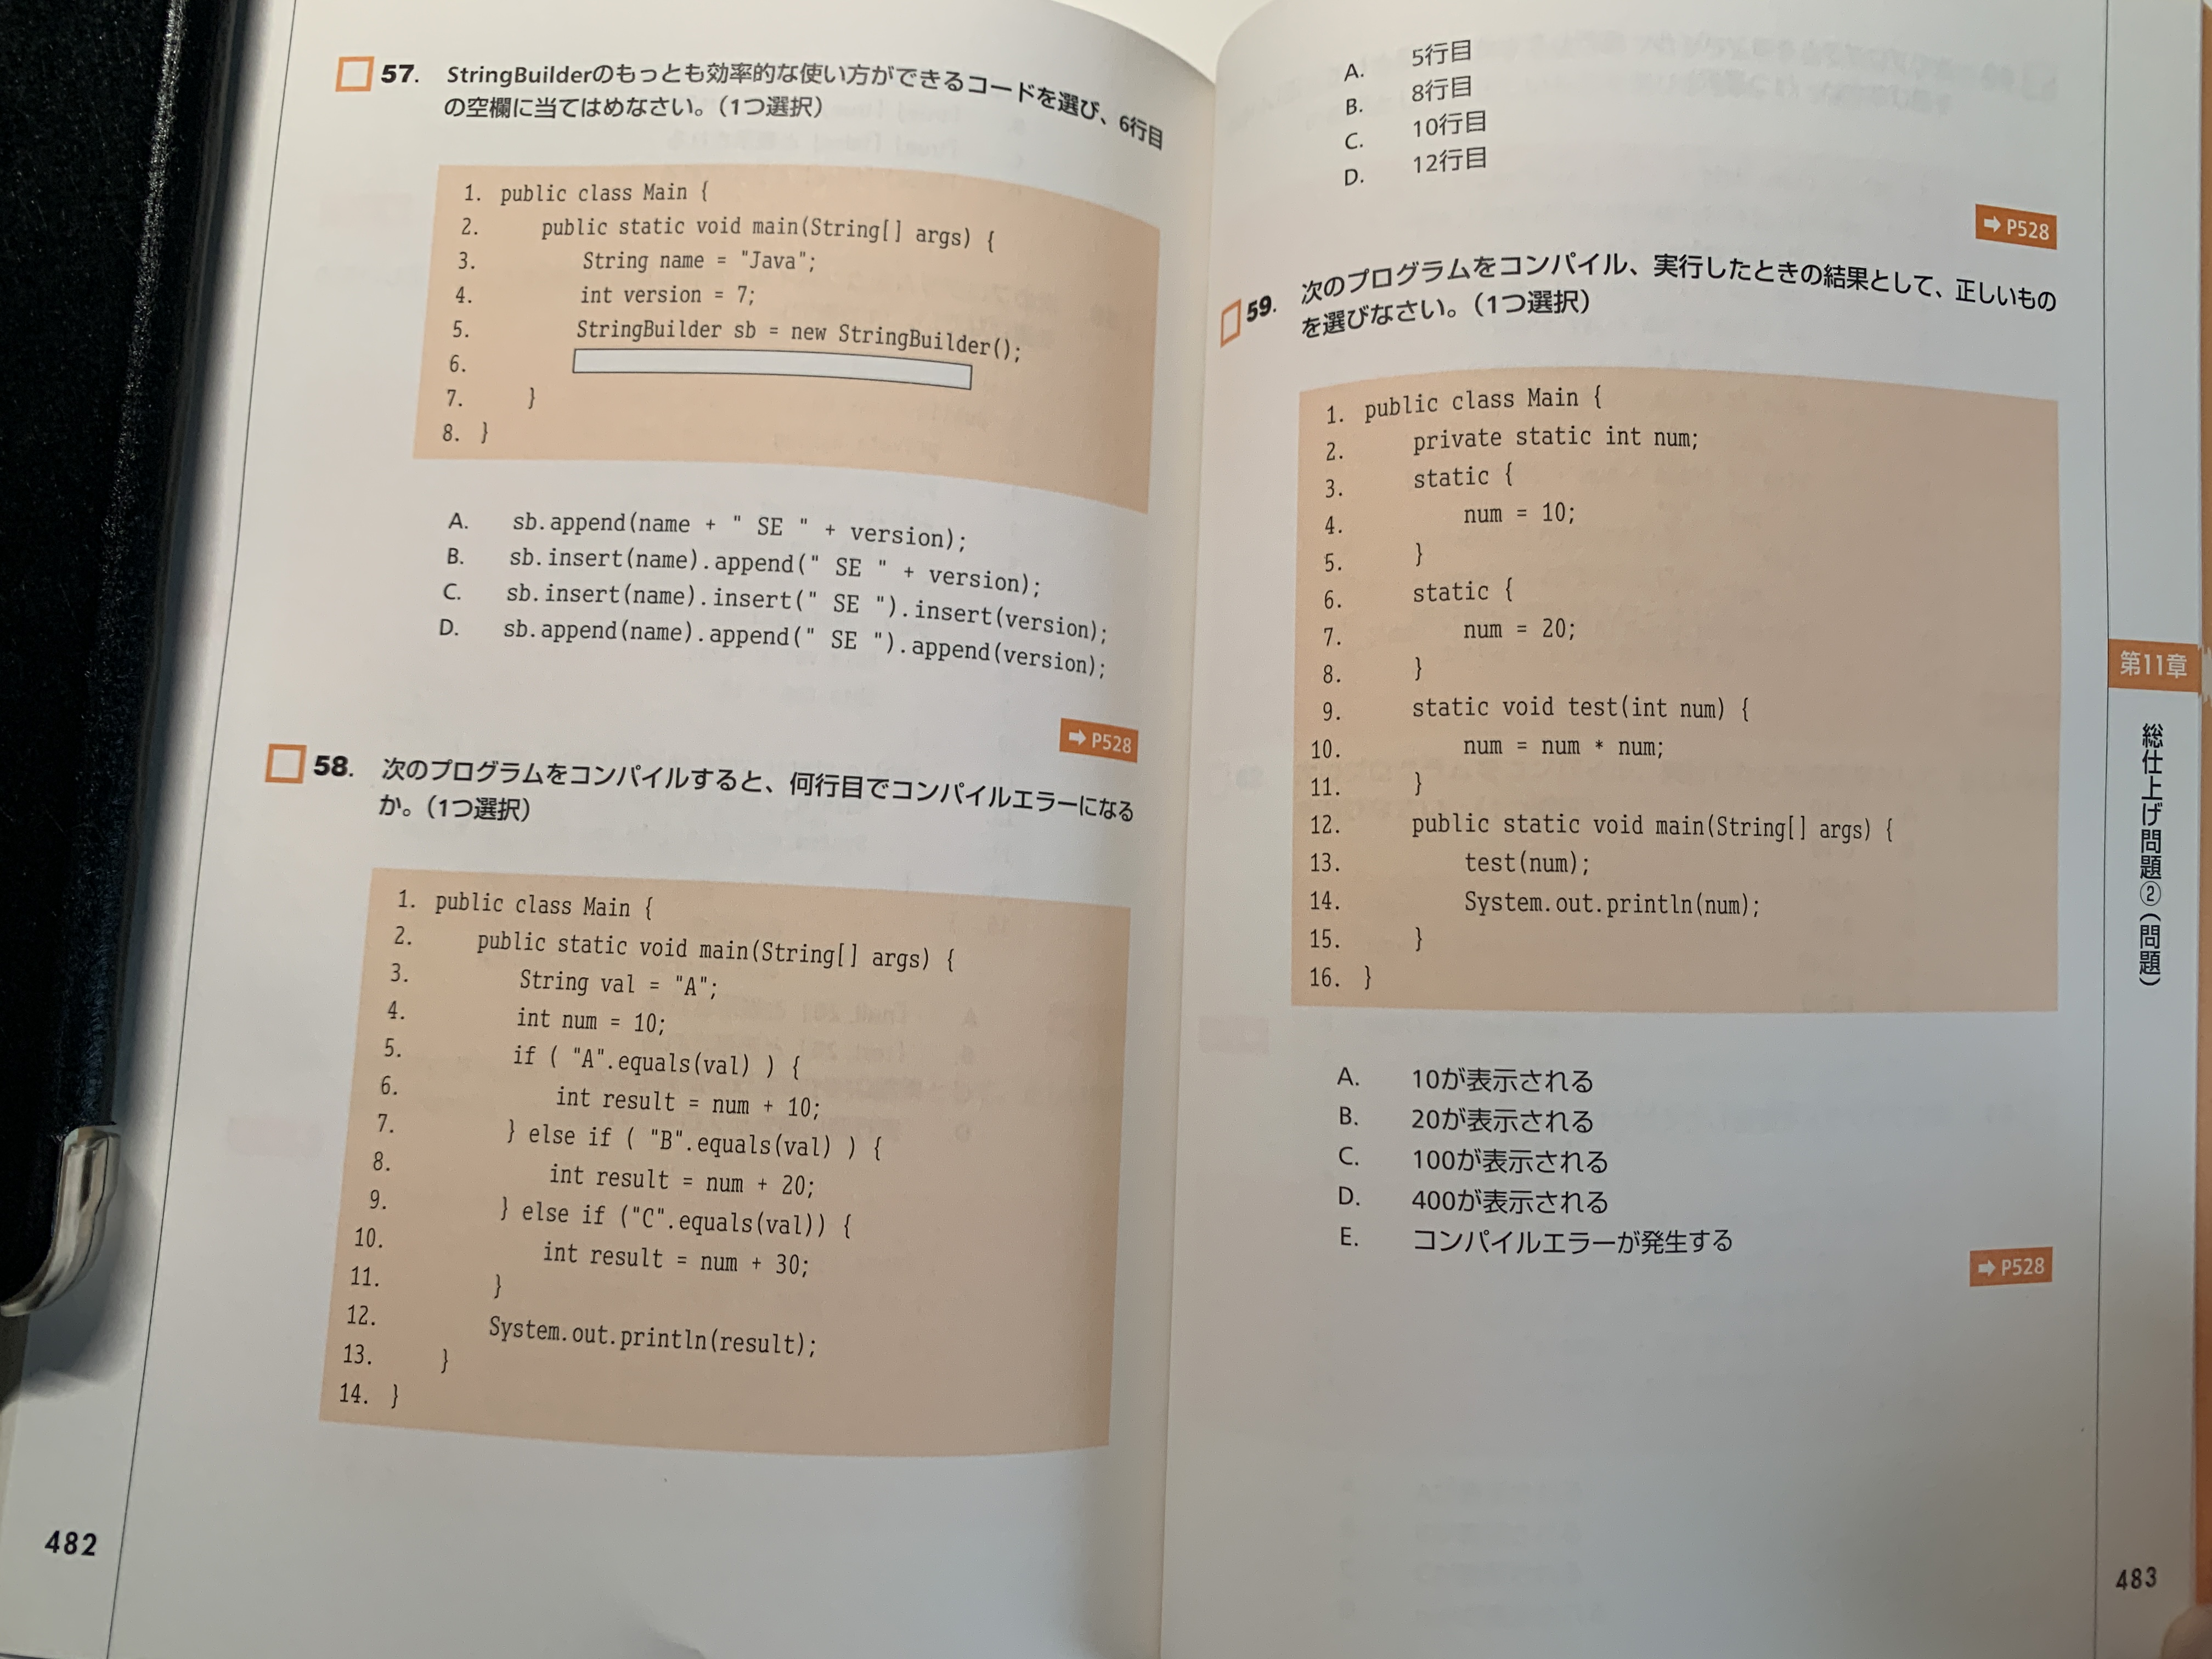 57. StringBuilderのもっとも効率的な使い方ができるコードを選び、6行目
の空欄に当てはめなさい。（1つ選択）
1. public class Main {
2. public static void main(String[] args) {
3. String name = "Java";
4. int version = 7;
5. StringBuilder sb = new StringBuilder();
6.
7. }
8. }
A. sb.append(name + " SE " + version);
B. sb.insert(name).append(" SE " + version);
C. sb.insert(name).insert(" SE ").insert(version);
D. sb.append(name).append(" SE ").append(version);
➡ P528
58. 次のプログラムをコンパイルすると、何行目でコンパイルエラーになる
か。（1つ選択）
1. public class Main {
2. public static void main(String[] args) {
3. String val = "A";
4. int num = 10;
5. if ( "A".equals(val) ) {
6. int result = num + 10;
7. } else if ( "B".equals(val) ) {
8. int result = num + 20;
9. } else if ("C".equals(val)) {
10. int result = num + 30;
11. }
12. System.out.println(result);
13. }
14. }
482
A. 5行目
B. 8行目
C. 10行目
D. 12行目
➡ P528
59. 次のプログラムをコンパイル、実行したときの結果として、正しいもの
を選びなさい。（1つ選択）
1. public class Main {
2. private static int num;
3. static {
4. num = 10;
5. }
6. static {
7. num = 20;
8. }
9. static void test(int num) {
10. num = num * num;
11. }
12. public static void main(String[] args) {
13. test(num);
14. System.out.println(num);
15. }
16. }
A. 10が表示される
B. 20が表示される
C. 100が表示される
D. 400が表示される
E. コンパイルエラーが発生する
➡ P528
第11章
総仕上げ問題②（問題）
483